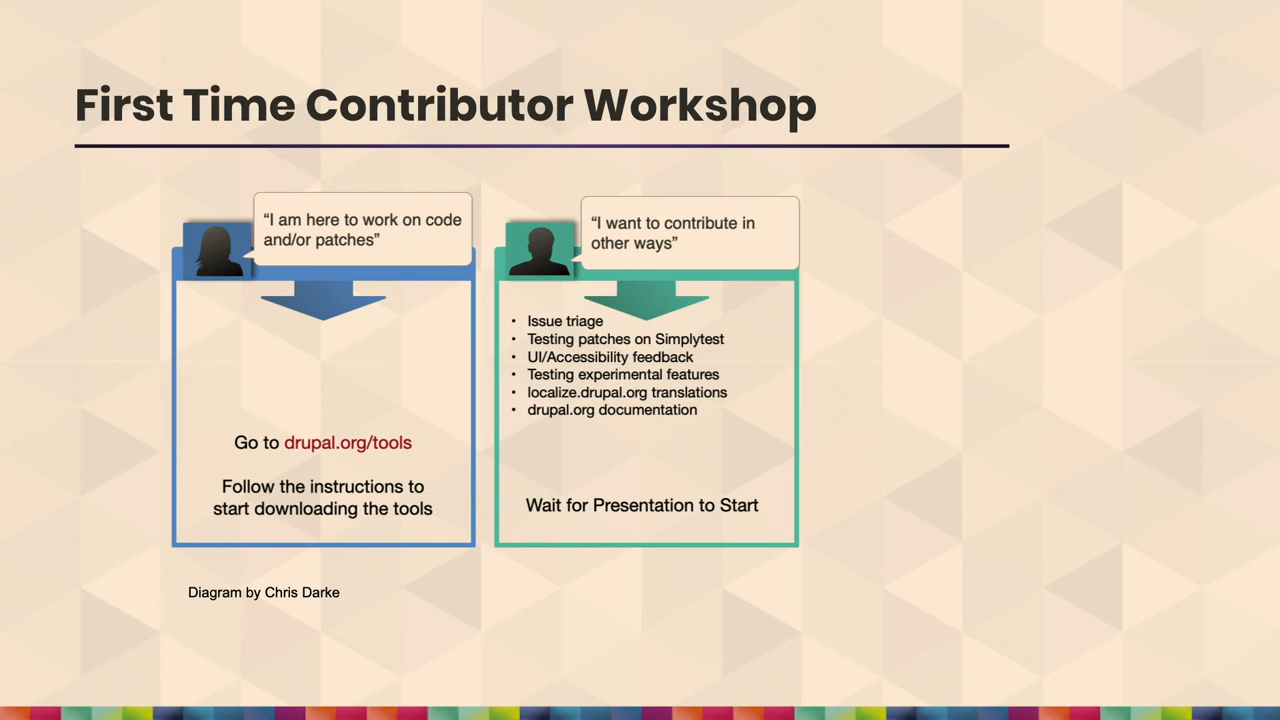 First Time Contributor Workshop
“I am here to work on code
and/or patches”
Go to drupal.org/tools
Follow the instructions to
start downloading the tools
“I want to contribute in
other ways”
• Issue triage
• Testing patches on Simplytest
• UI/Accessibility feedback
• Testing experimental features
• localize.drupal.org translations
• drupal.org documentation
Wait for Presentation to Start
Diagram by Chris Darke